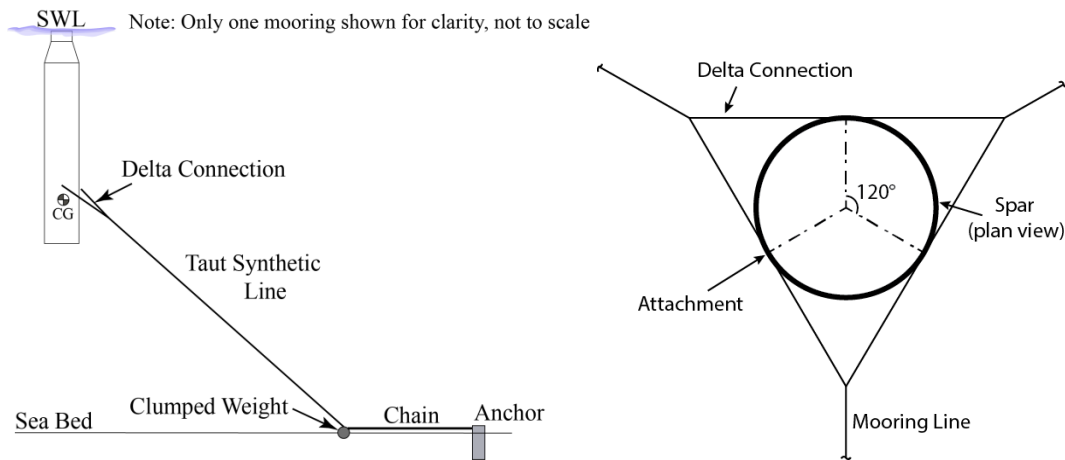 SWL
Note: Only one mooring shown for clarity, not to scale
Delta Connection
CG
Taut Synthetic
Line
Clumped Weight
Chain
Anchor
Sea Bed
Delta Connection
120°
Spar
(plan view)
Attachment
Mooring Line